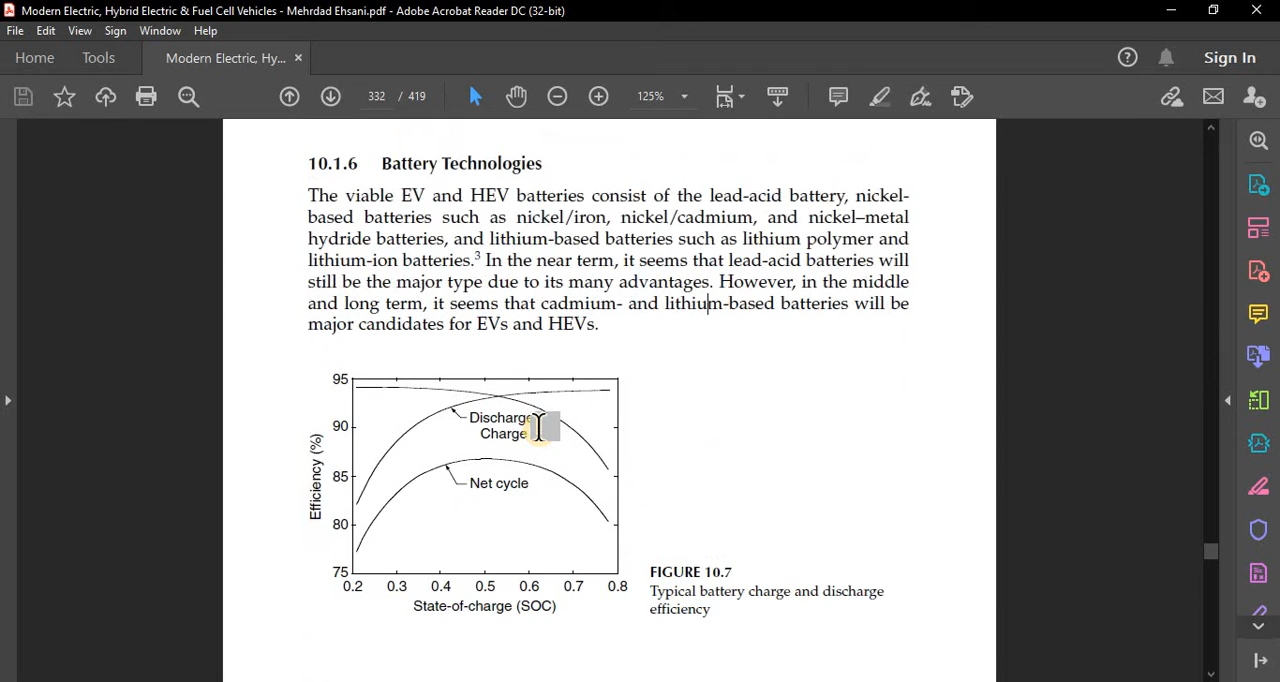 Modern Electric, Hybrid Electric & Fuel Cell Vehicles - Mehrdad Ehsani.pdf - Adobe Acrobat Reader DC (32-bit)
File Edit View Sign Window Help
Home Tools Modern Electric, Hy... × Sign In
332 / 419 125%
10.1.6 Battery Technologies
The viable EV and HEV batteries consist of the lead-acid battery, nickel-
based batteries such as nickel/iron, nickel/cadmium, and nickel–metal
hydride batteries, and lithium-based batteries such as lithium polymer and
lithium-ion batteries.3 In the near term, it seems that lead-acid batteries will
still be the major type due to its many advantages. However, in the middle
and long term, it seems that cadmium- and lithium-based batteries will be
major candidates for EVs and HEVs.
95
90
85
80
75
Efficiency (%)
Discharge
Charge
Net cycle
0.2 0.3 0.4 0.5 0.6 0.7 0.8
State-of-charge (SOC)
FIGURE 10.7
Typical battery charge and discharge
efficiency